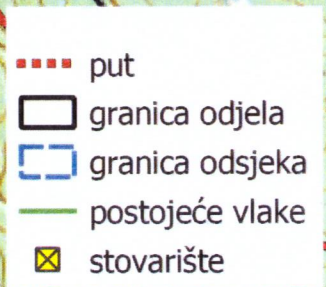 put
granica odjela
granica odsjeka
postojeće vlake
stovarište